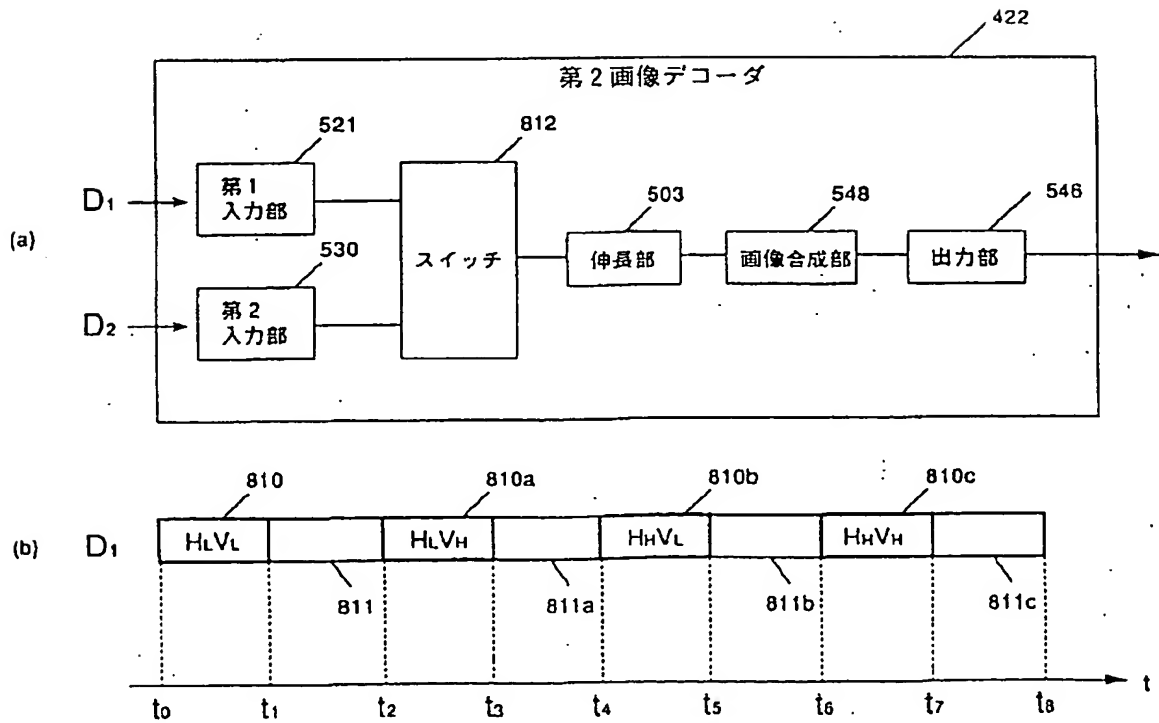 422
第2画像デコーダ
521
812
D1
第1
入力部
503
548
546
(a)
スイッチ
伸長部
画像合成部
出力部
530
D2
第2
入力部
810
810a
810b
810c
(b)
D1
HLVL
HLVH
HHVL
HHVH
811
811a
811b
811c
t
t0
t1
t2
t3
t4
t5
t6
t7
t8